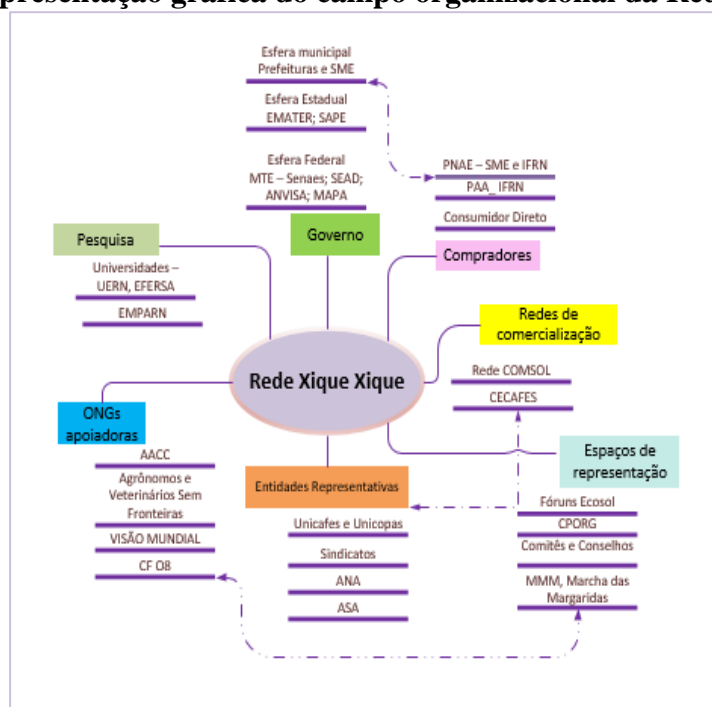 presentação gráfica do campo organizacional da
Esfera municipal
Prefeituras e SME
Esfera Estadual
EMATER; SAPE
Esfera Federal
MTE – Senaes; SEAD;
ANVISA; MAPA
Governo
PNAE – SME e IFRN
PAA_ IFRN
Consumidor Direto
Compradores
Pesquisa
Universidades –
UERN, EFERSA
EMPARN
Redes de
comercialização
Rede COMSOL
CECAFES
Rede Xique Xique
ONGs
apoiadoras
AACC
Agrônomos e
Veterinários Sem
Fronteiras
VISÃO MUNDIAL
CF O8
Entidades Representativas
Unicafes e Unicopas
Sindicatos
ANA
ASA
Espaços de
representação
Fóruns Ecosol
CPORG
Comitês e Conselhos
MMM, Marcha das
Margaridas